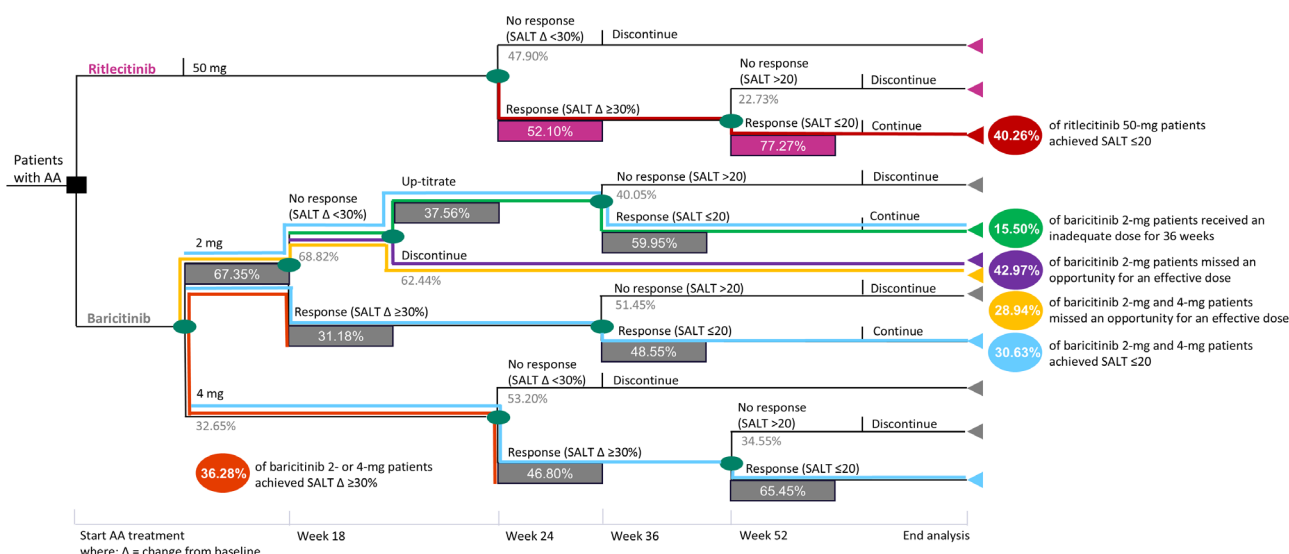 No response
(SALT Δ <30%)
Discontinue
47.90%
Ritlecitinib
50 mg
No response
(SALT >20)
Discontinue
22.73%
Response (SALT Δ ≥30%)
52.10%
Response (SALT ≤20)
Continue
77.27%
40.26%
of ritlecitinib 50-mg patients
achieved SALT ≤20
Patients
with AA
Up-titrate
No response (SALT >20)
Discontinue
40.05%
No response
(SALT Δ <30%)
37.56%
Response (SALT ≤20)
Continue
59.95%
15.50%
of baricitinib 2-mg patients received an
inadequate dose for 36 weeks
2 mg
67.35%
68.82%
Discontinue
62.44%
42.97%
of baricitinib 2-mg patients missed an
opportunity for an effective dose
No response (SALT >20)
Discontinue
51.45%
28.94%
of baricitinib 2-mg and 4-mg patients
missed an opportunity for an effective dose
Baricitinib
Response (SALT Δ ≥30%)
31.18%
Response (SALT ≤20)
Continue
48.55%
30.63%
of baricitinib 2-mg and 4-mg patients
achieved SALT ≤20
No response
(SALT Δ <30%)
Discontinue
53.20%
4 mg
32.65%
No response
(SALT >20)
Discontinue
34.55%
Response (SALT Δ ≥30%)
46.80%
Response (SALT ≤20)
65.45%
36.28%
of baricitinib 2- or 4-mg patients
achieved SALT Δ ≥30%
Start AA treatment
Week 18
Week 24
Week 36
Week 52
End analysis
where: Δ = change from baseline